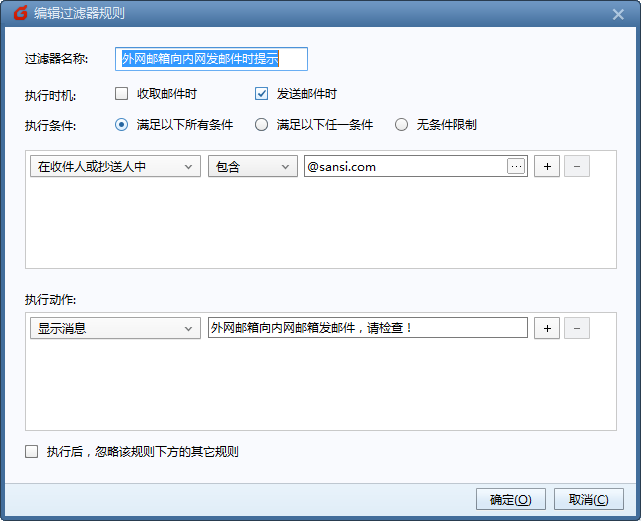 编辑过滤器规则
过滤器名称: 外网邮箱向内网发邮件时提示
执行时机: 收取邮件时 发送邮件时
执行条件: 满足以下所有条件 满足以下任一条件 无条件限制
在收件人或抄送人中 包含 @sansi.com ... + -
执行动作:
显示消息 外网邮箱向内网邮箱发邮件，请检查！ + -
执行后，忽略该规则下方的其它规则
确定(O) 取消(C)